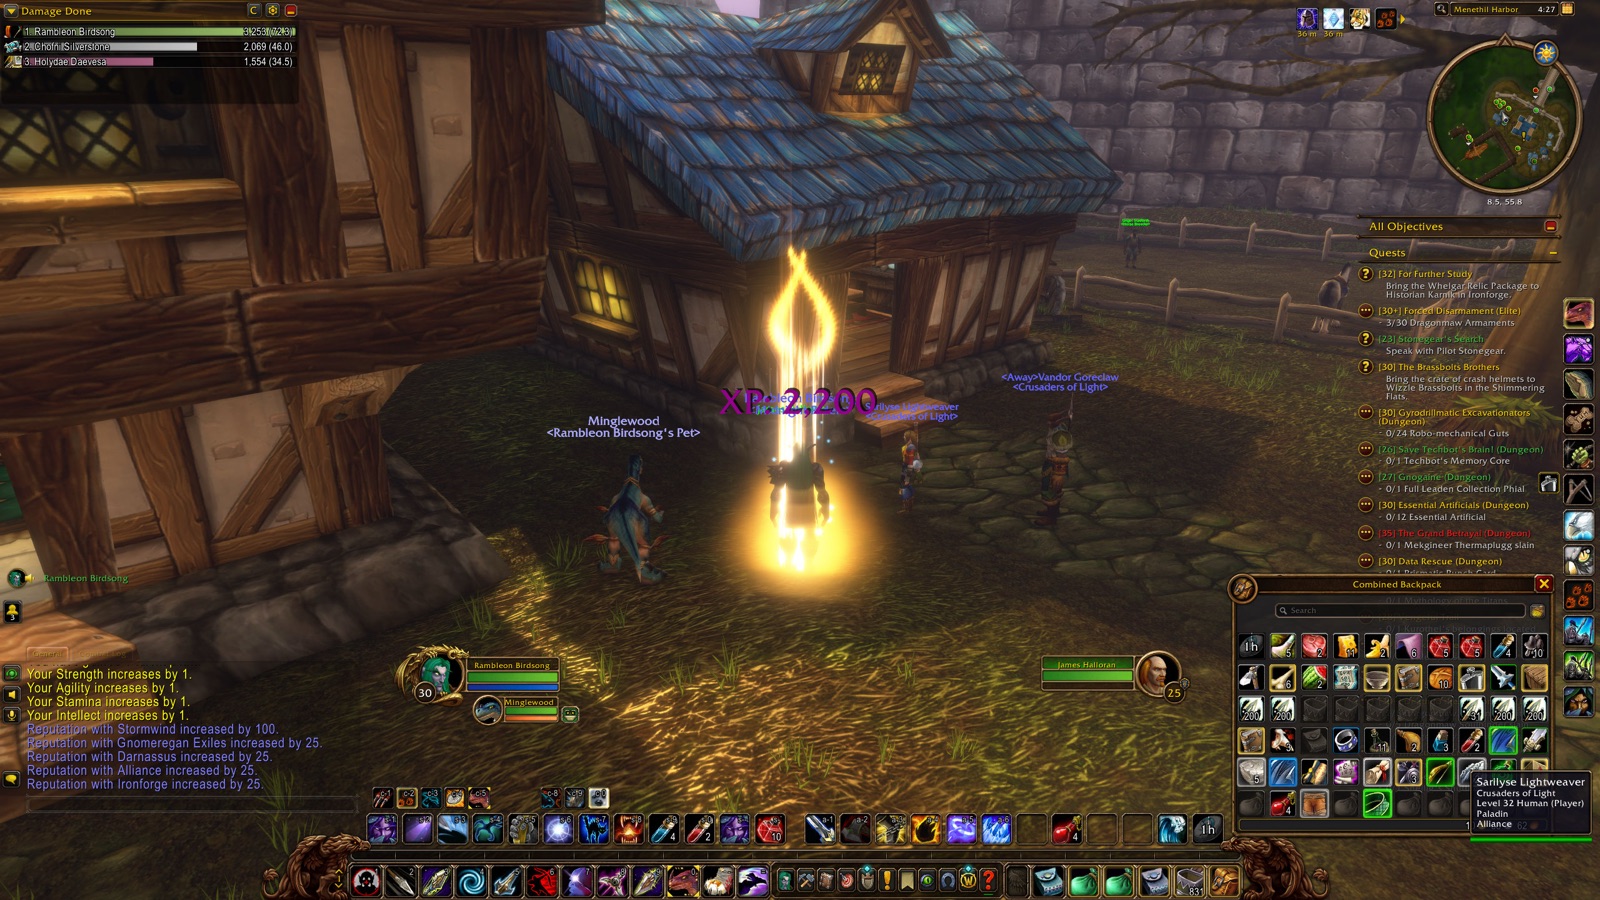 Damage Done
C
1. Rambleon Birdsong
2. Chofri Silverstone 2,069 (46.0)
3. Holydae Daevesa 1,554 (34.5)
36 m 36 m
Menethil Harbor 4:27
8.5, 55.8
All Objectives
Quests
[32] For Further Study
Bring the Whelgar Relic Package to
Historian Karnik in Ironforge.
[30+] Forced Disarmament (Elite)
- 3/30 Dragonmaw Armaments
[23] Stonegear's Search
Speak with Pilot Stonegear.
[30] The Brassbolts Brothers
Bring the crate of crash helmets to
Wizzle Brassbolts in the Shimmering
Flats.
[30] Gyrodrillmatic Excavationators
(Dungeon)
- 0/24 Robo-mechanical Guts
[26] Save Techbot's Brain! (Dungeon)
- 0/1 Techbot's Memory Core
[27] Gnogaine (Dungeon)
- 0/1 Full Leaden Collection Phial
[30] Essential Artificials (Dungeon)
- 0/12 Essential Artificial
[35] The Grand Betrayal (Dungeon)
- 0/1 Mekgineer Thermaplugg slain
[30] Data Rescue (Dungeon)
XP: 2,200
<Away>Vandor Goreclaw
<Crusaders of Light>
Sarilyse Lightweaver
<Crusaders of Light>
Minglewood
<Rambleon Birdsong's Pet>
Rambleon Birdsong
3
General
Your Strength increases by 1.
Your Agility increases by 1.
Your Stamina increases by 1.
Your Intellect increases by 1.
Reputation with Stormwind increased by 100.
Reputation with Gnomeregan Exiles increased by 25.
Reputation with Darnassus increased by 25.
Reputation with Alliance increased by 25.
Reputation with Ironforge increased by 25.
Rambleon Birdsong
30
Minglewood
James Halloran
25
Combined Backpack
Search
1h
Sarilyse Lightweaver
Crusaders of Light
Level 32 Human (Player)
Paladin
Alliance
1h
831